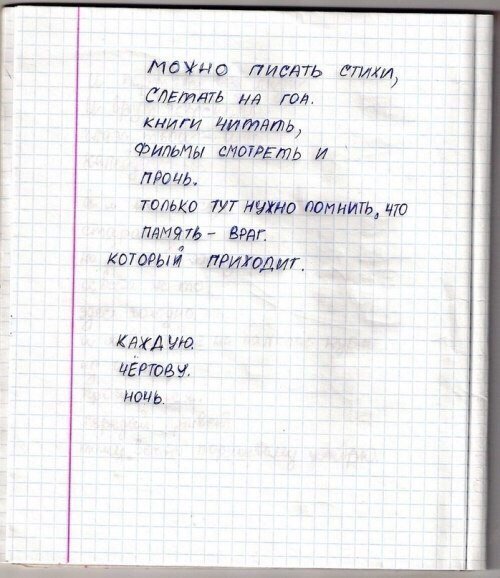 МОЖНО ПИСАТЬ СТИХИ,
СЛЕТАТЬ НА ГОА.
КНИГИ ЧИТАТЬ,
ФИЛЬМЫ СМОТРЕТЬ И
ПРОЧЬ.
ТОЛЬКО ТУТ НУЖНО ПОМНИТЬ, ЧТО
ПАМЯТЬ - ВРАГ.
КОТОРЫЙ ПРИХОДИТ.
КАЖДУЮ.
ЧЁРТОВУ.
НОЧЬ.